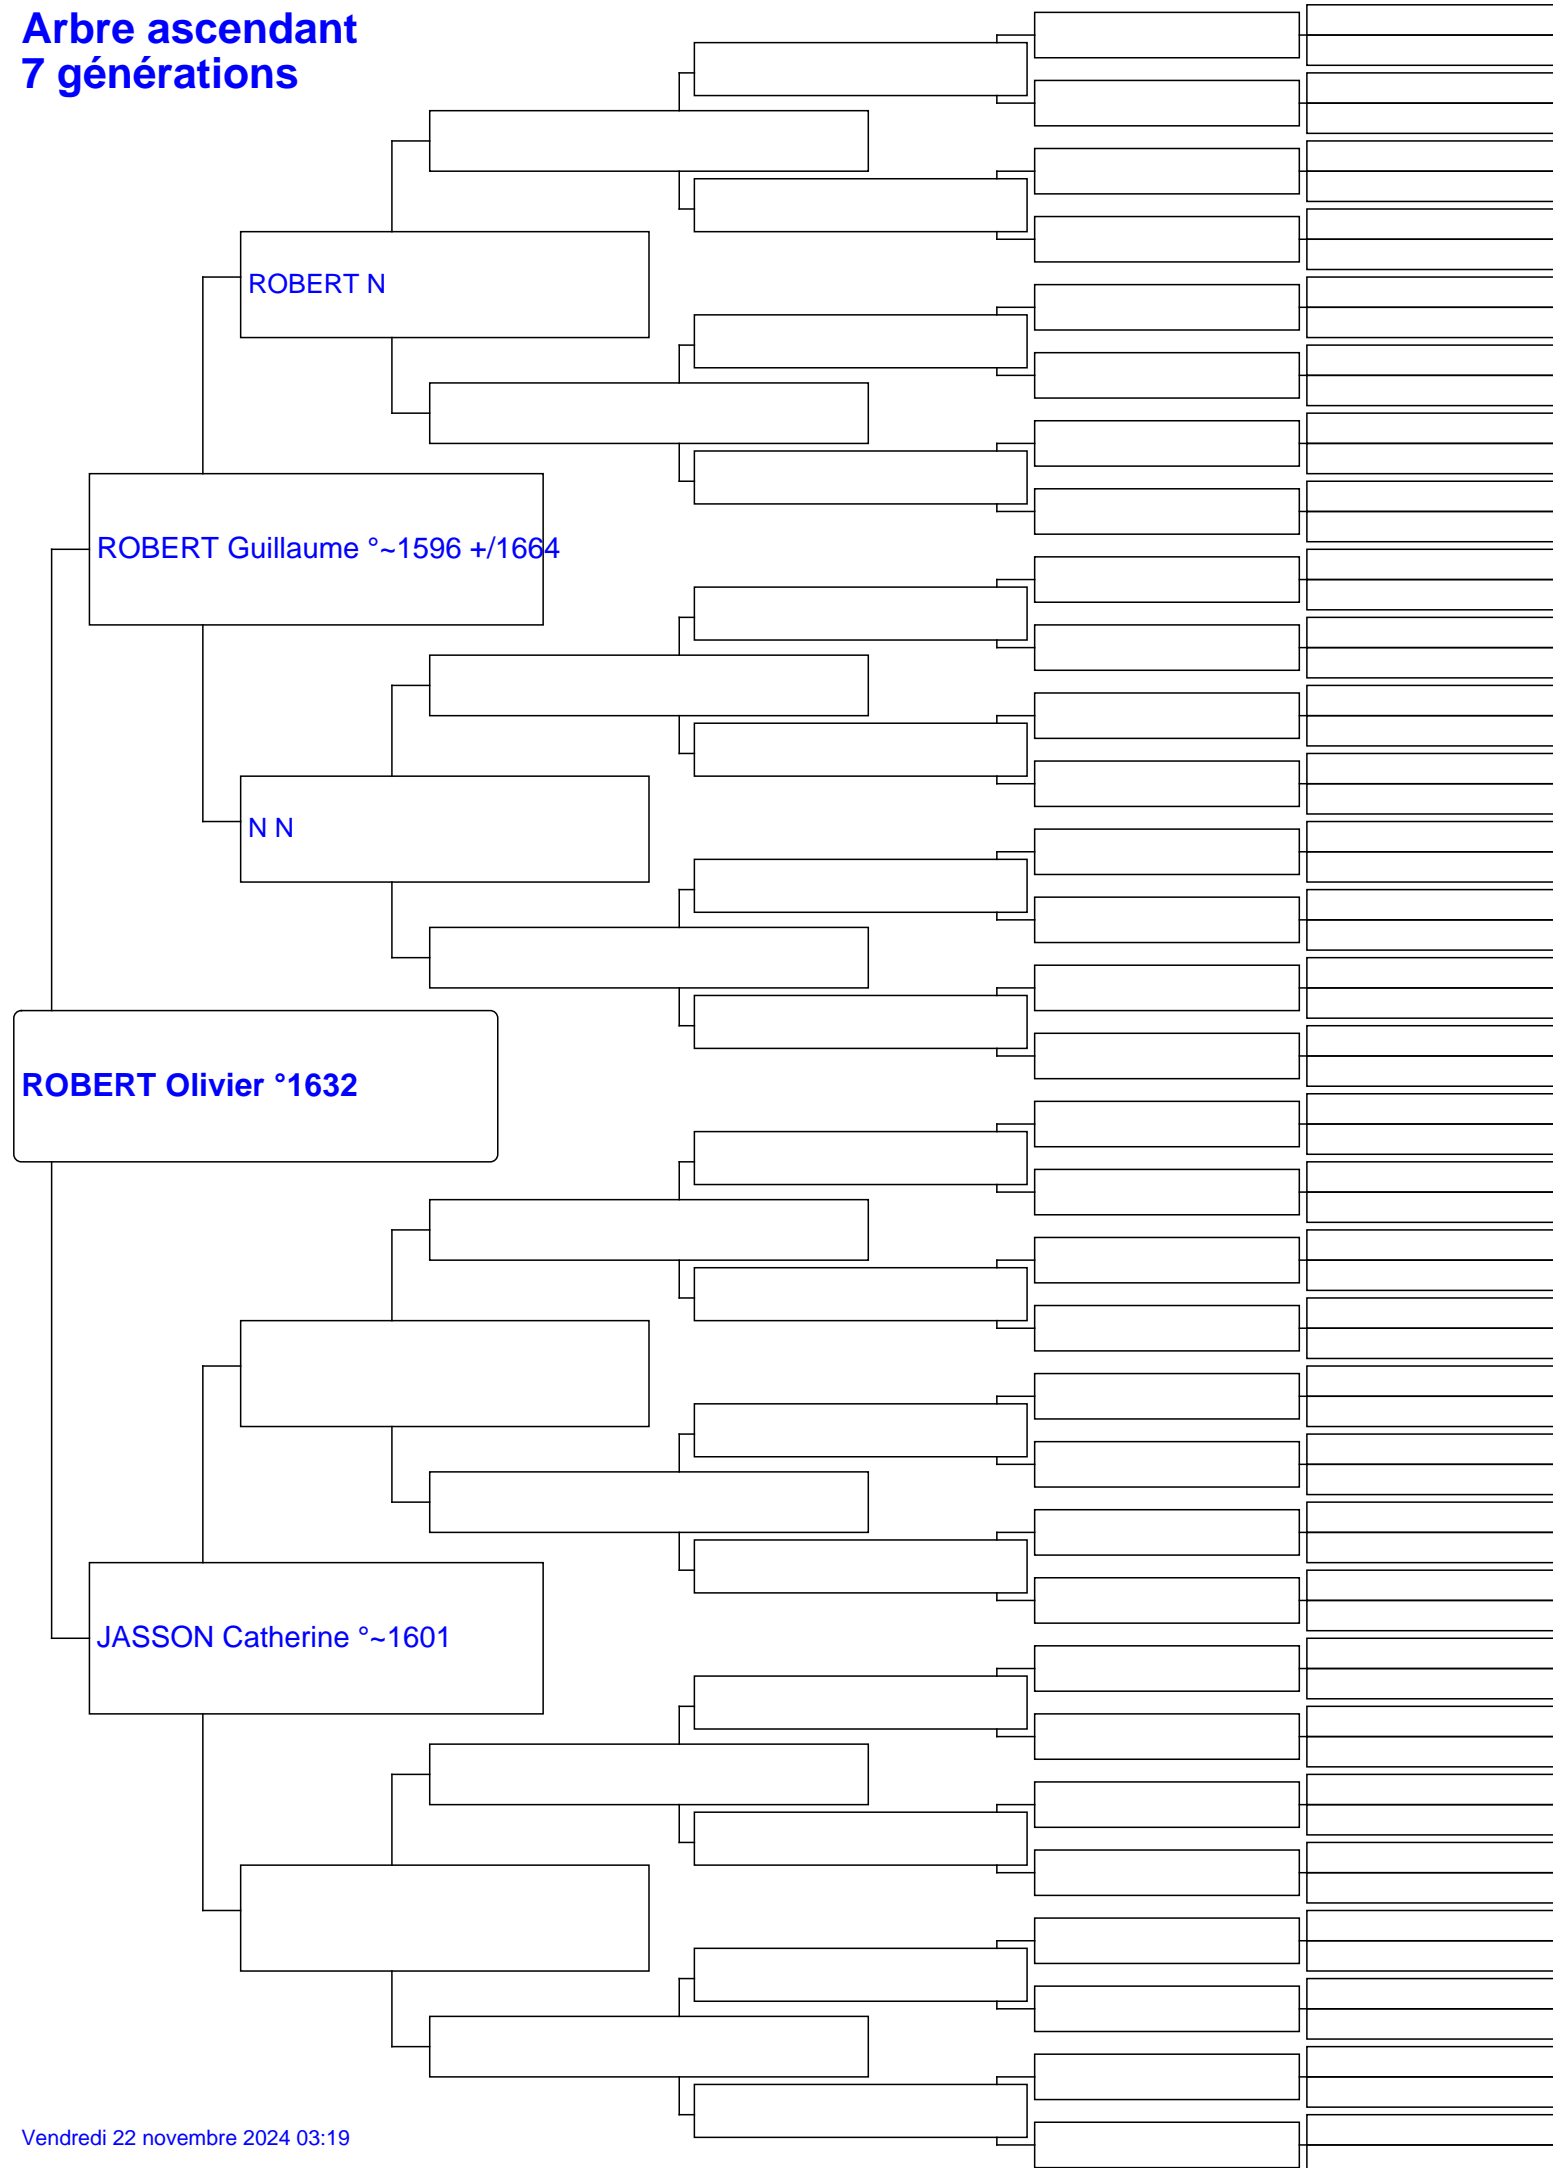 Arbre ascendant
7 générations
ROBERT N
ROBERT Guillaume °~1596 +/1664
N N
ROBERT Olivier °1632
JASSON Catherine °~1601
Vendredi 22 novembre 2024 03:19